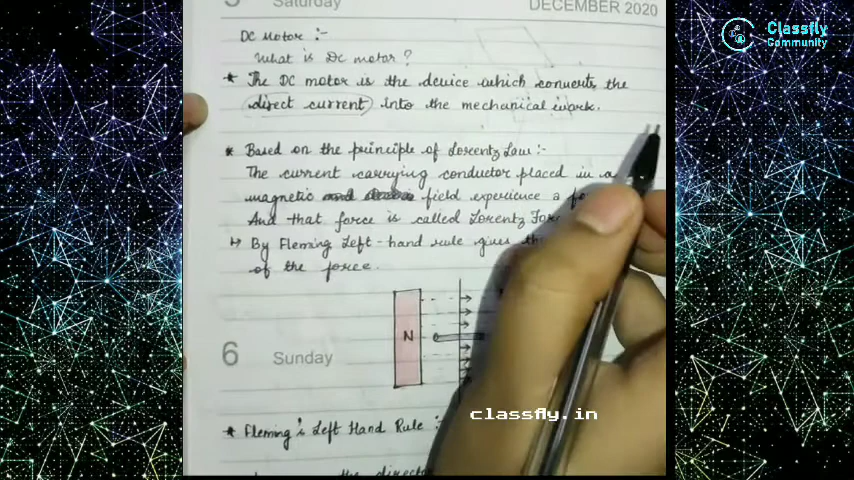 5 Saturday
DECEMBER 2020
Classfly
Community
DC Motor :-
What is Dc motor ?
* The DC motor is the device which converts the
direct current into the mechanical work.
* Based on the principle of Lorentz Law :-
The current carrying conductor placed in a
magnetic field experience a
And that force is called Lorentz
↦ By Fleming Left-hand rule gives
of the force.
N
6 Sunday
classfly.in
* Fleming's Left Hand Rule :
the